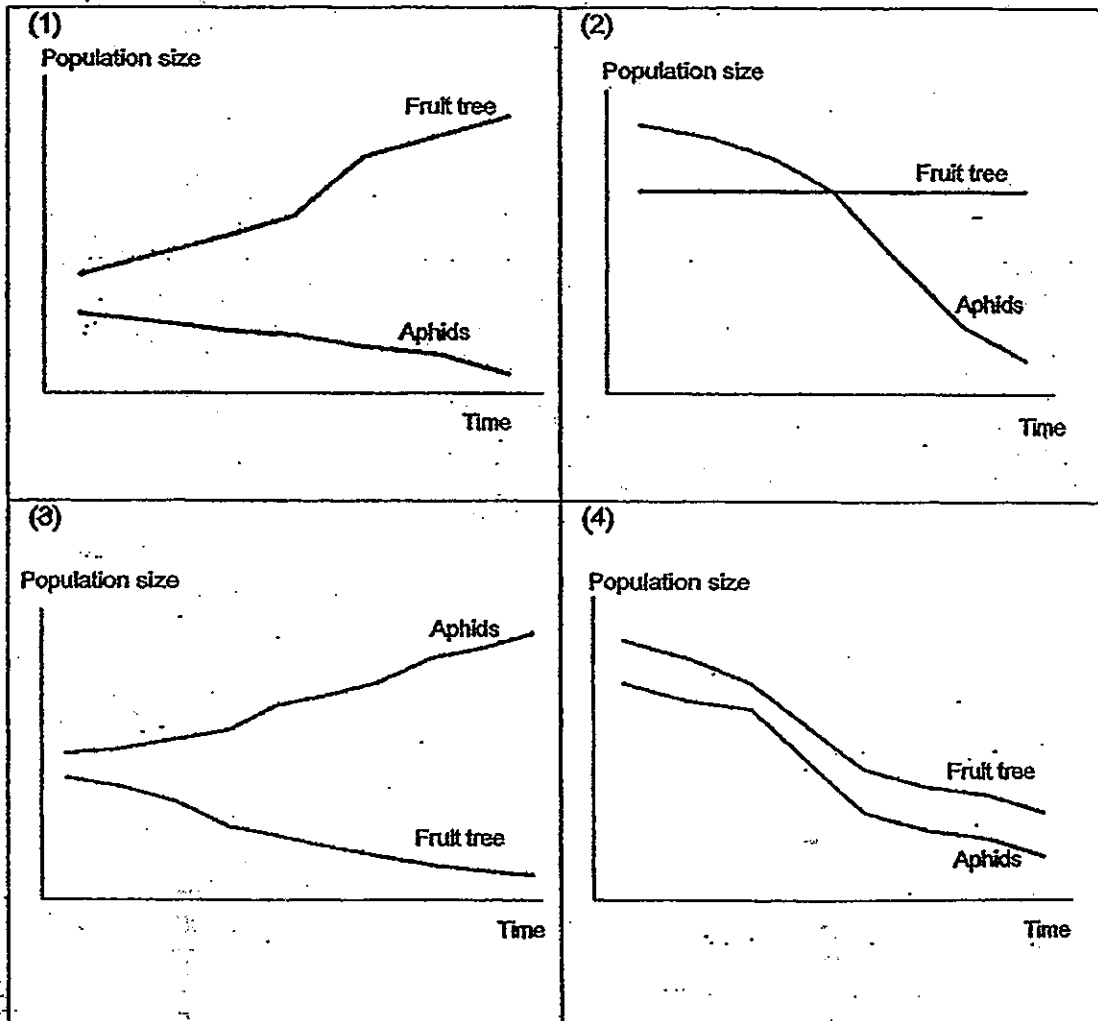 (1)
Population size
Fruit tree
Aphids
Time
(2)
Population size
Fruit tree
Aphids
Time
(3)
Population size
Aphids
Fruit tree
Time
(4)
Population size
Fruit tree
Aphids
Time